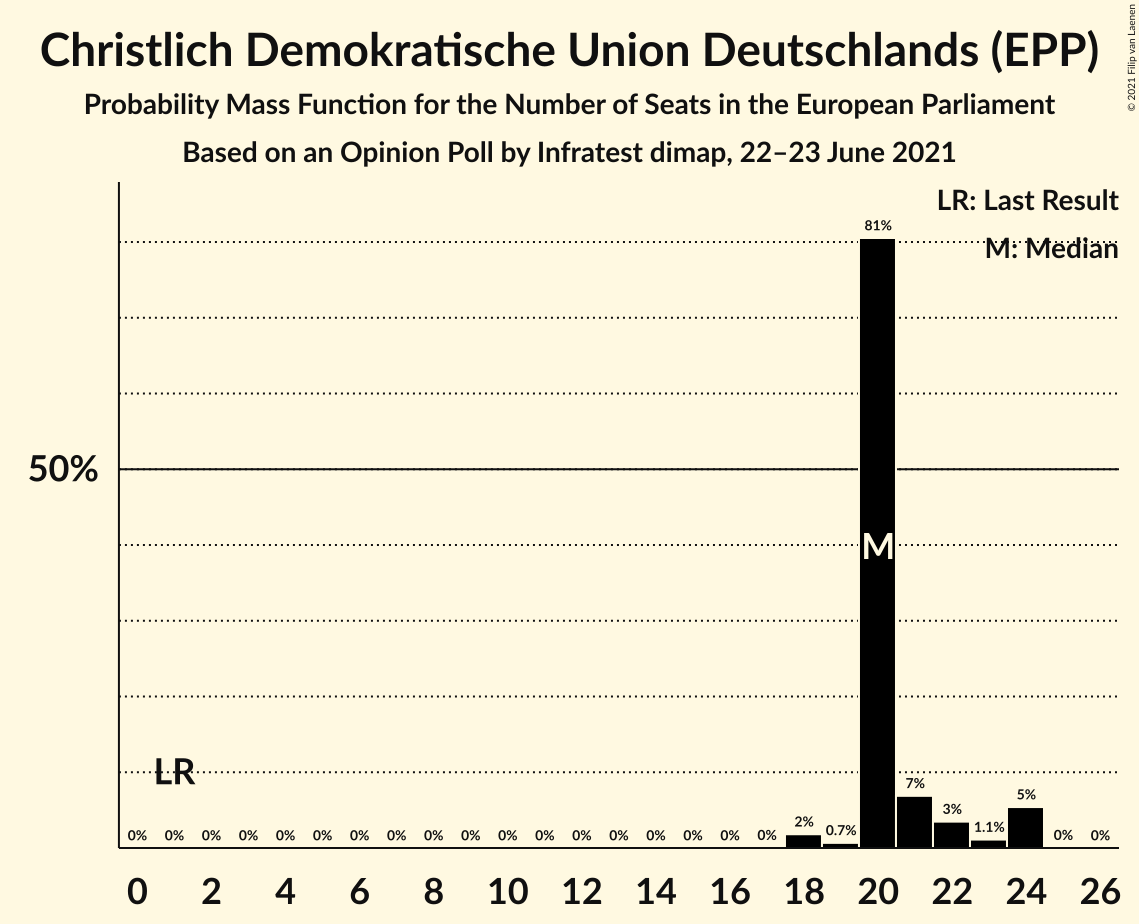 Christlich Demokratische Union Deutschlands (EPP)
Probability Mass Function for the Number of Seats in the European Parliament
Based on an Opinion Poll by Infratest dimap, 22–23 June 2021
© 2021 Filip van Laenen
LR: Last Result
M: Median
81%
50%
M
LR
0% 0% 0% 0% 0% 0% 0% 0% 0% 0% 0% 0% 0% 0% 0% 0% 0% 0% 2% 0.7% 7% 3% 1.1% 5% 0% 0%
0 2 4 6 8 10 12 14 16 18 20 22 24 26